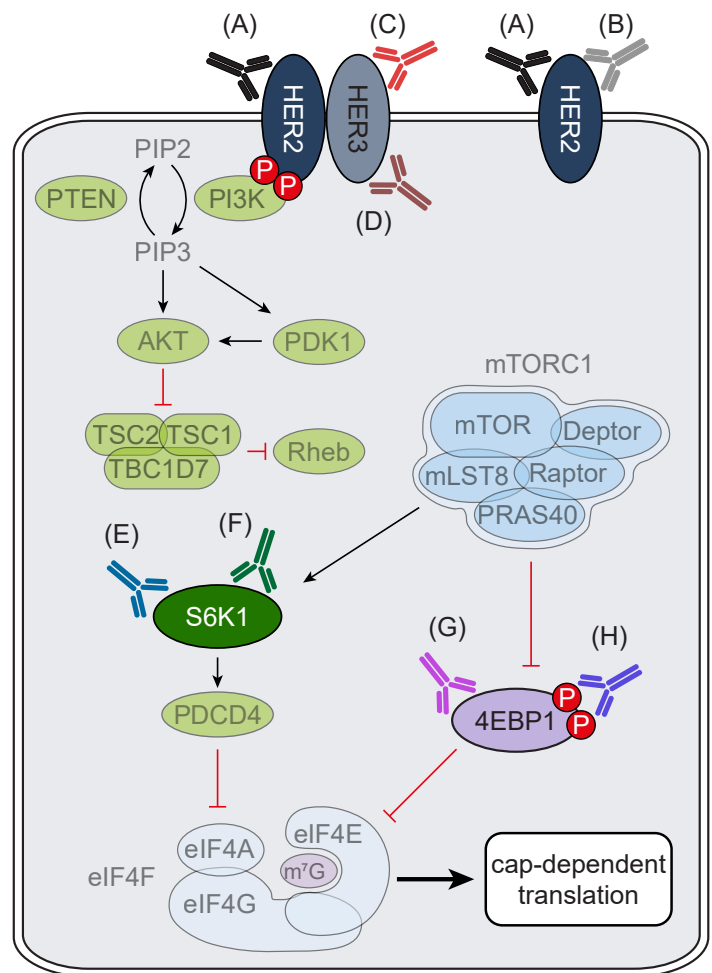 (A)
(C)
(A)
(B)
HER2
HER3
HER2
PIP2
P
P
PTEN
PI3K
(D)
PIP3
AKT
PDK1
mTORC1
mTOR
Deptor
TSC2
TSC1
TBC1D7
Rheb
mLST8
Raptor
PRAS40
(E)
(F)
S6K1
(G)
(H)
P
P
4EBP1
PDCD4
eIF4E
eIF4A
eIF4F
m⁷G
eIF4G
cap-dependent
translation